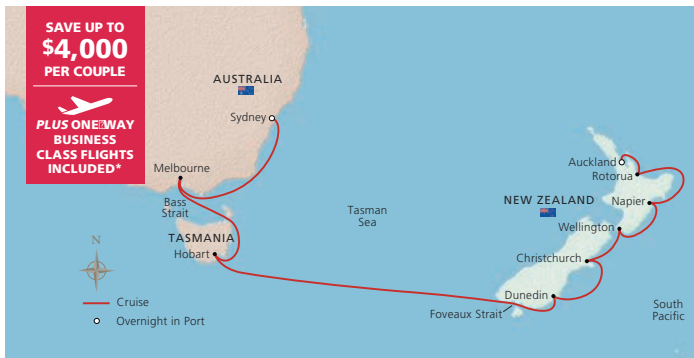 SAVE UP TO
$4,000
PER COUPLE
PLUS ONE⍰WAY
BUSINESS
CLASS FLIGHTS
INCLUDED*
AUSTRALIA
Sydney
Melbourne
Bass
Strait
TASMANIA
Hobart
Tasman
Sea
Auckland
Rotorua
NEW ZEALAND
Napier
Wellington
Christchurch
Dunedin
Foveaux Strait
South
Pacific
N
Cruise
Overnight in Port